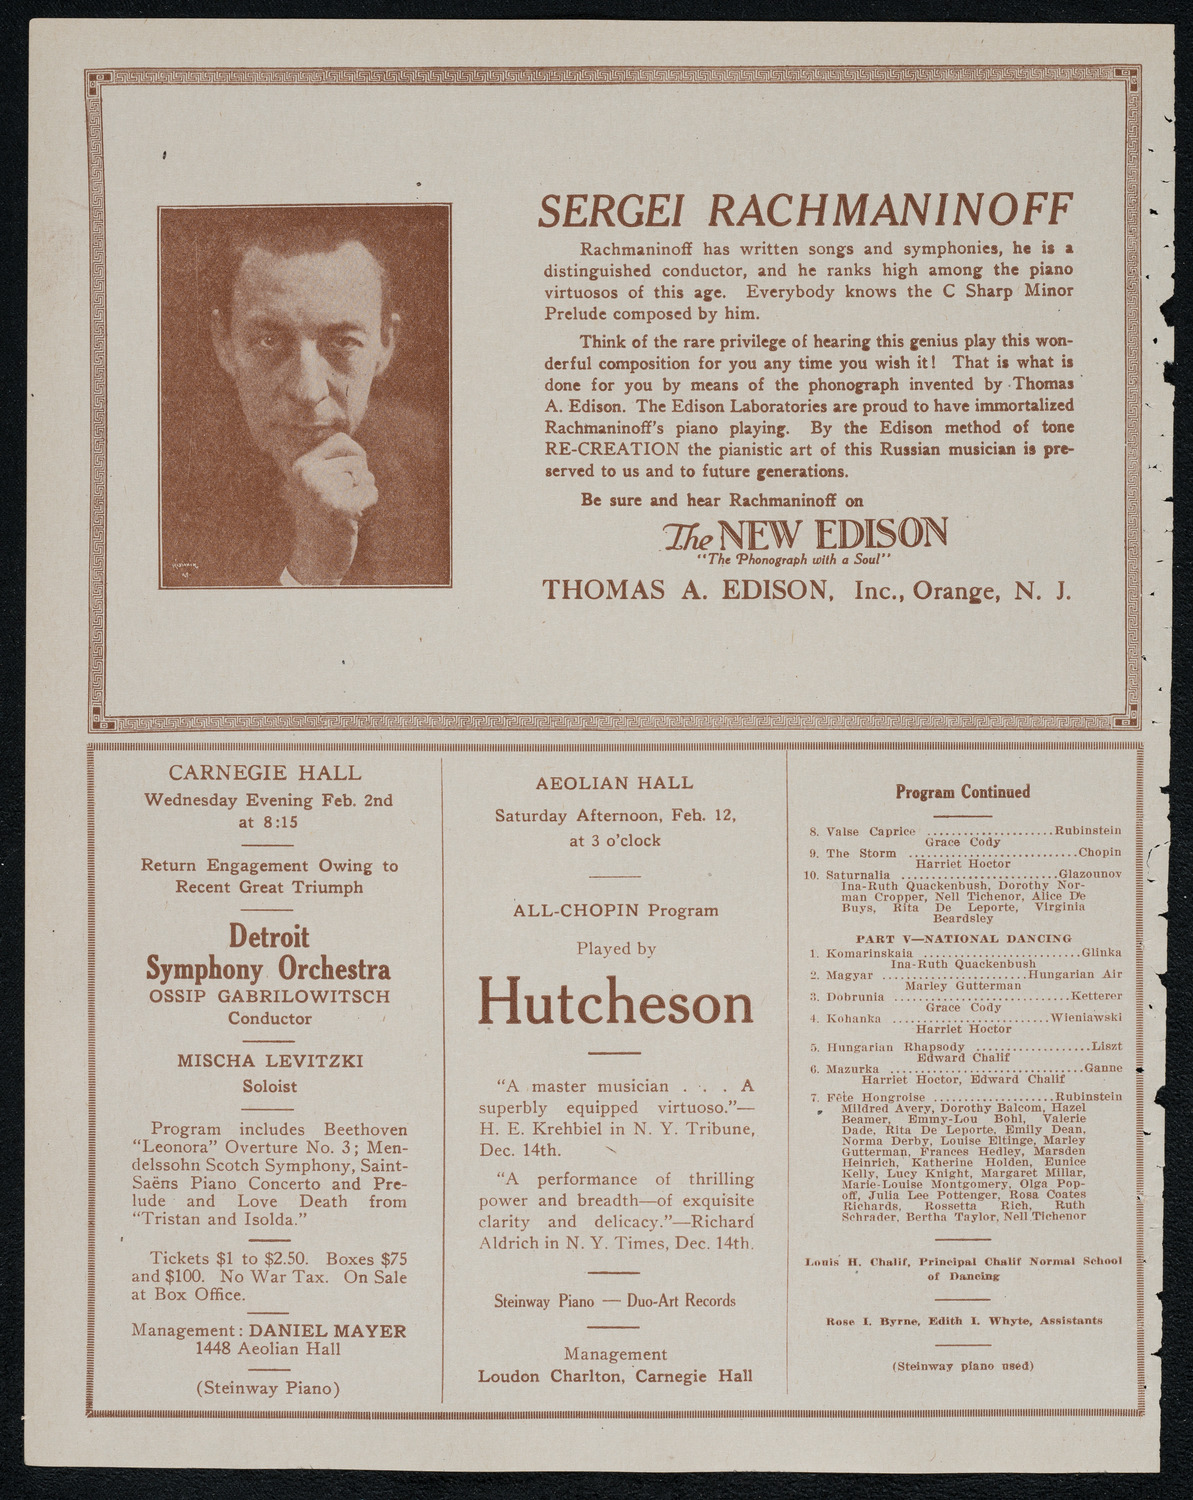 SERGEI RACHMANINOFF
Rachmaninoff has written songs and symphonies, he is a
distinguished conductor, and he ranks high among the piano
virtuosos of this age. Everybody knows the C Sharp Minor
Prelude composed by him.
Think of the rare privilege of hearing this genius play this won-
derful composition for you any time you wish it! That is what is
done for you by means of the phonograph invented by Thomas
A. Edison. The Edison Laboratories are proud to have immortalized
Rachmaninoff's piano playing. By the Edison method of tone
RE-CREATION the pianistic art of this Russian musician is pre-
served to us and to future generations.
Be sure and hear Rachmaninoff on
The NEW EDISON
"The Phonograph with a Soul"
THOMAS A. EDISON, Inc., Orange, N. J.
CARNEGIE HALL
Wednesday Evening Feb. 2nd
at 8:15
Return Engagement Owing to
Recent Great Triumph
Detroit
Symphony Orchestra
OSSIP GABRILOWITSCH
Conductor
MISCHA LEVITZKI
Soloist
Program includes Beethoven
"Leonora" Overture No. 3; Men-
delssohn Scotch Symphony, Saint-
Saëns Piano Concerto and Pre-
lude and Love Death from
"Tristan and Isolda."
Tickets $1 to $2.50. Boxes $75
and $100. No War Tax. On Sale
at Box Office.
Management: DANIEL MAYER
1448 Aeolian Hall
(Steinway Piano)
AEOLIAN HALL
Saturday Afternoon, Feb. 12,
at 3 o'clock
ALL-CHOPIN Program
Played by
Hutcheson
"A master musician . . . A
superbly equipped virtuoso."—
H. E. Krehbiel in N. Y. Tribune,
Dec. 14th.
"A performance of thrilling
power and breadth—of exquisite
clarity and delicacy."—Richard
Aldrich in N. Y. Times, Dec. 14th.
Steinway Piano — Duo-Art Records
Management
Loudon Charlton, Carnegie Hall
Program Continued
8. Valse Caprice .....................Rubinstein
Grace Cody
9. The Storm ............................Chopin
Harriet Hoctor
10. Saturnalia ..........................Glazounov
Ina-Ruth Quackenbush, Dorothy Nor-
man Cropper, Nell Tichenor, Alice De
Buys, Rita De Leporte, Virginia
Beardsley
PART V—NATIONAL DANCING
1. Komarinskaia ..........................Glinka
Ina-Ruth Quackenbush
2. Magyar ........................Hungarian Air
Marley Gutterman
3. Dobrunia .............................Ketterer
Grace Cody
4. Kohanka ..........................Wieniawski
Harriet Hoctor
5. Hungarian Rhapsody ...................Liszt
Edward Chalif
6. Mazurka ................................Ganne
Harriet Hoctor, Edward Chalif
7. Fête Hongroise ....................Rubinstein
Mildred Avery, Dorothy Balcom, Hazel
Beamer, Emmy-Lou Bohl, Valerie
Dade, Rita De Leporte, Emily Dean,
Norma Derby, Louise Eltinge, Marley
Gutterman, Frances Hedley, Marsden
Heinrich, Katherine Holden, Eunice
Kelly, Lucy Knight, Margaret Millar,
Marie-Louise Montgomery, Olga Pop-
off, Julia Lee Pottenger, Rosa Coates
Richards, Rossetta Rich, Ruth
Schrader, Bertha Taylor, Nell Tichenor
Louis H. Chalif, Principal Chalif Normal School
of Dancing
Rose I. Byrne, Edith I. Whyte, Assistants
(Steinway piano used)